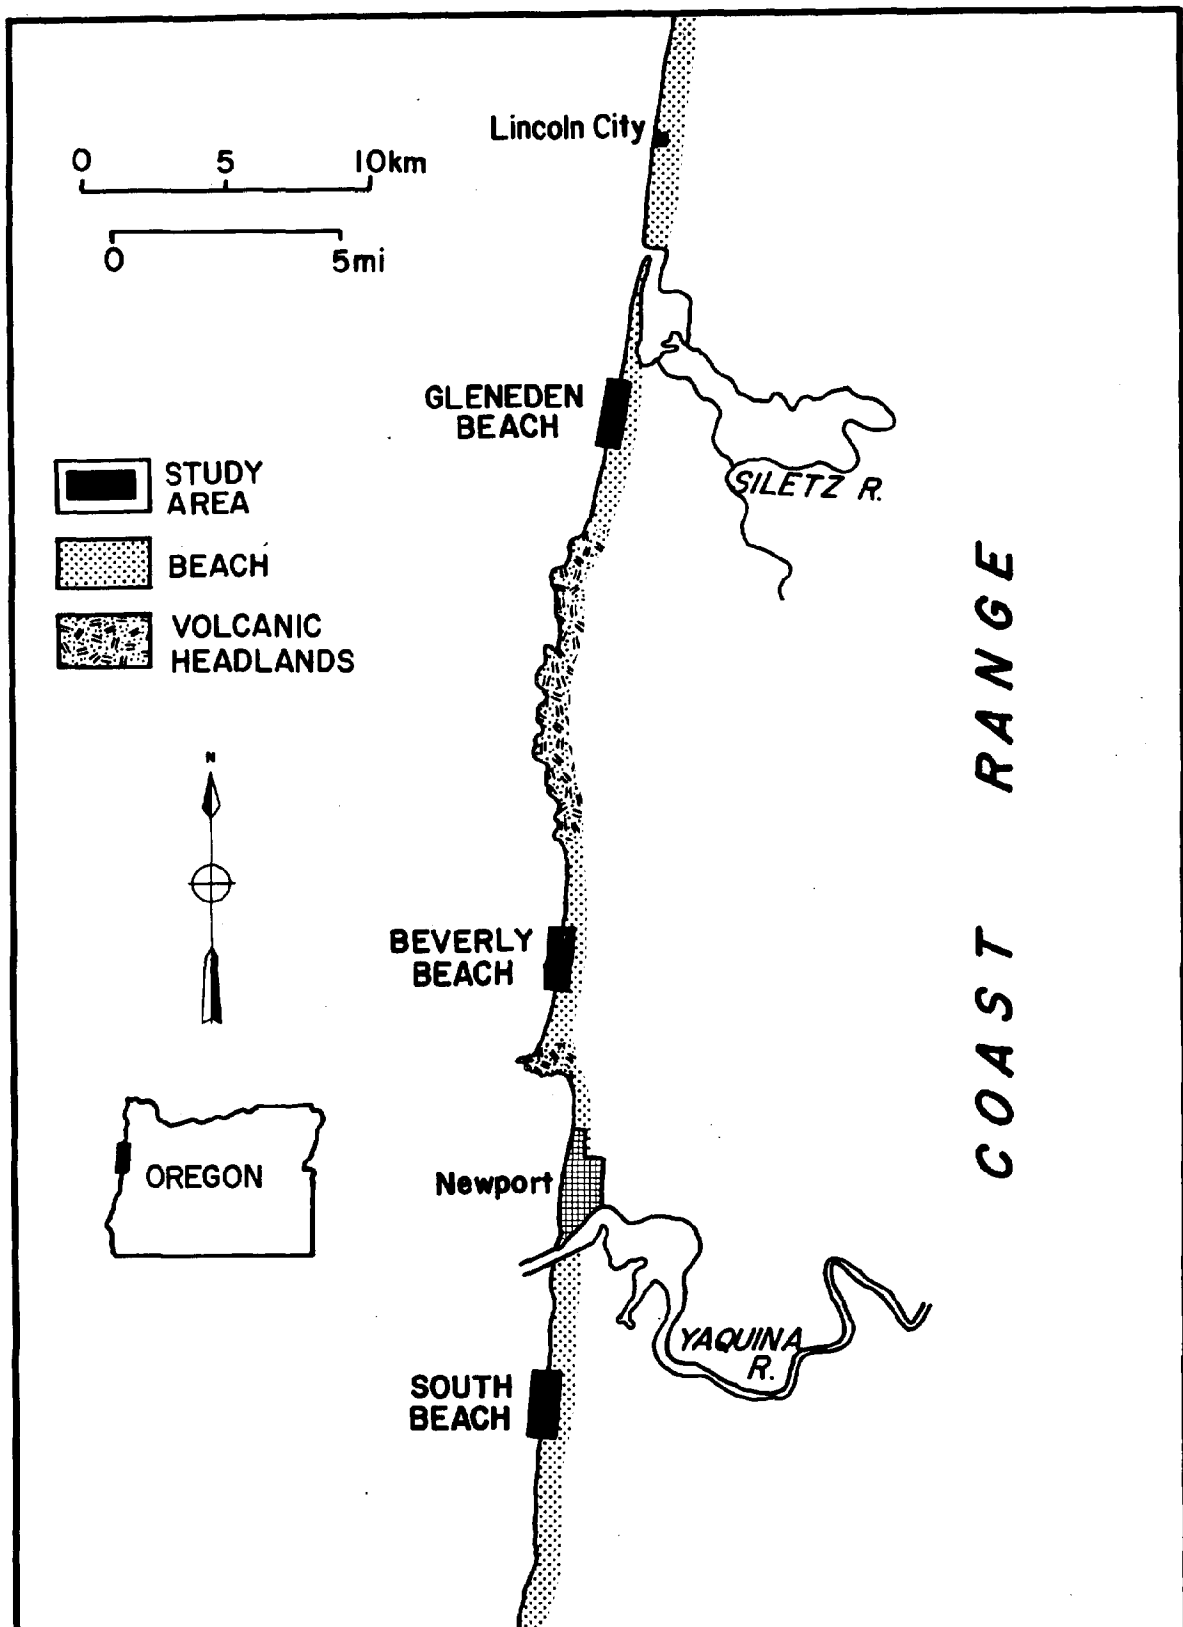 Lincoln City
0 5 10km
0 5mi
GLENEDEN
BEACH
STUDY
AREA
SILETZ R.
BEACH
VOLCANIC
HEADLANDS
COAST RANGE
N
BEVERLY
BEACH
OREGON
Newport
YAQUINA
R.
SOUTH
BEACH